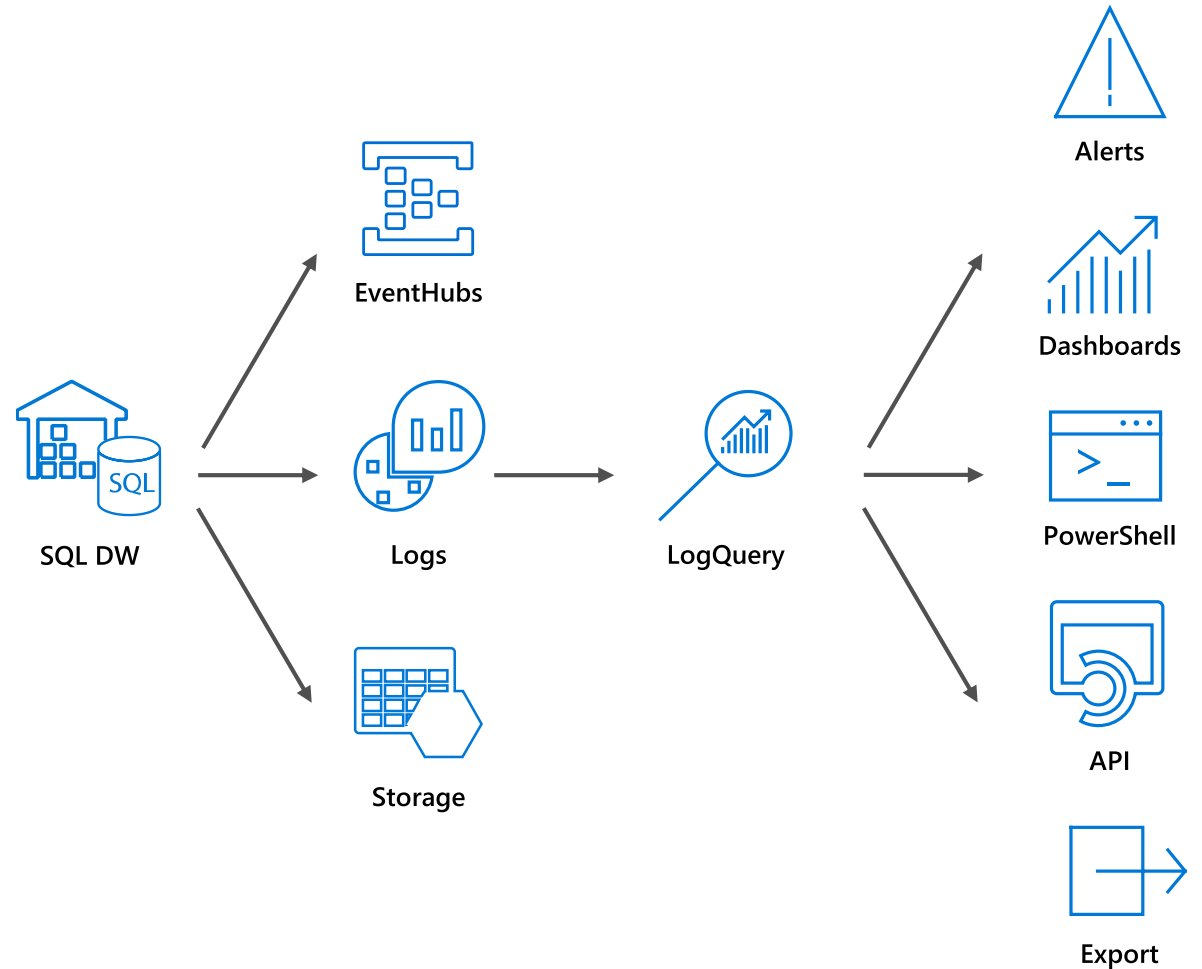 Alerts
EventHubs
Dashboards
SQL
SQL DW
Logs
LogQuery
>_
PowerShell
Storage
API
Export